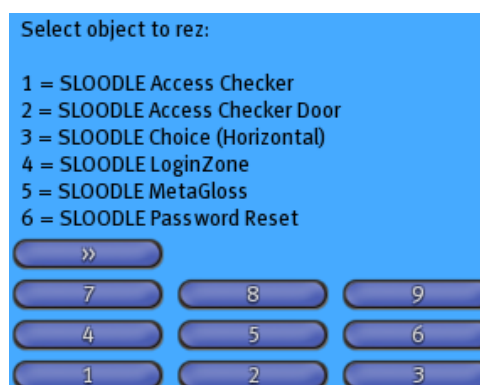 Select object to rez:
1 = SLOODLE Access Checker
2 = SLOODLE Access Checker Door
3 = SLOODLE Choice (Horizontal)
4 = SLOODLE LoginZone
5 = SLOODLE MetaGloss
6 = SLOODLE Password Reset
»
7 8 9
4 5 6
1 2 3